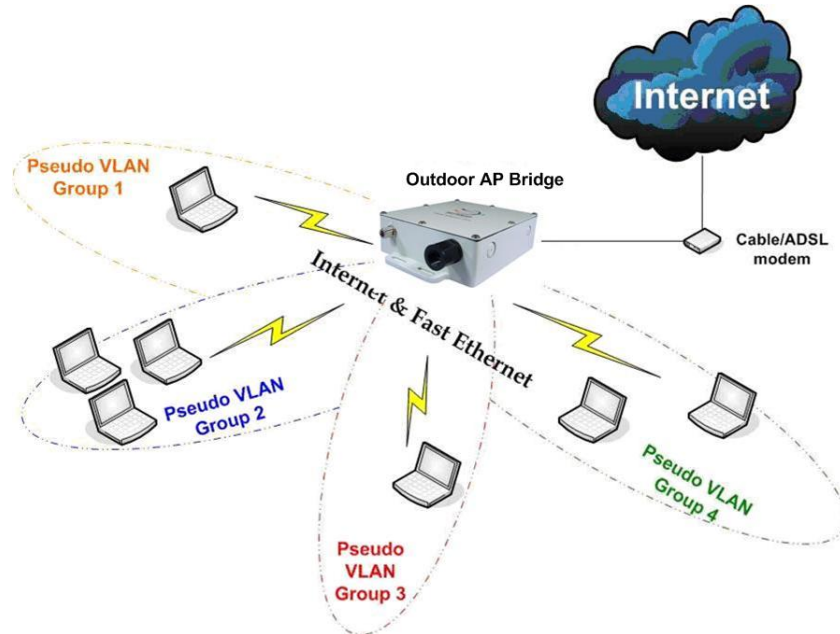 Internet
Outdoor AP Bridge
Pseudo VLAN
Group 1
Cable/ADSL
modem
Internet & Fast Ethernet
Pseudo VLAN
Group 2
Pseudo VLAN
Group 4
Pseudo
VLAN
Group 3